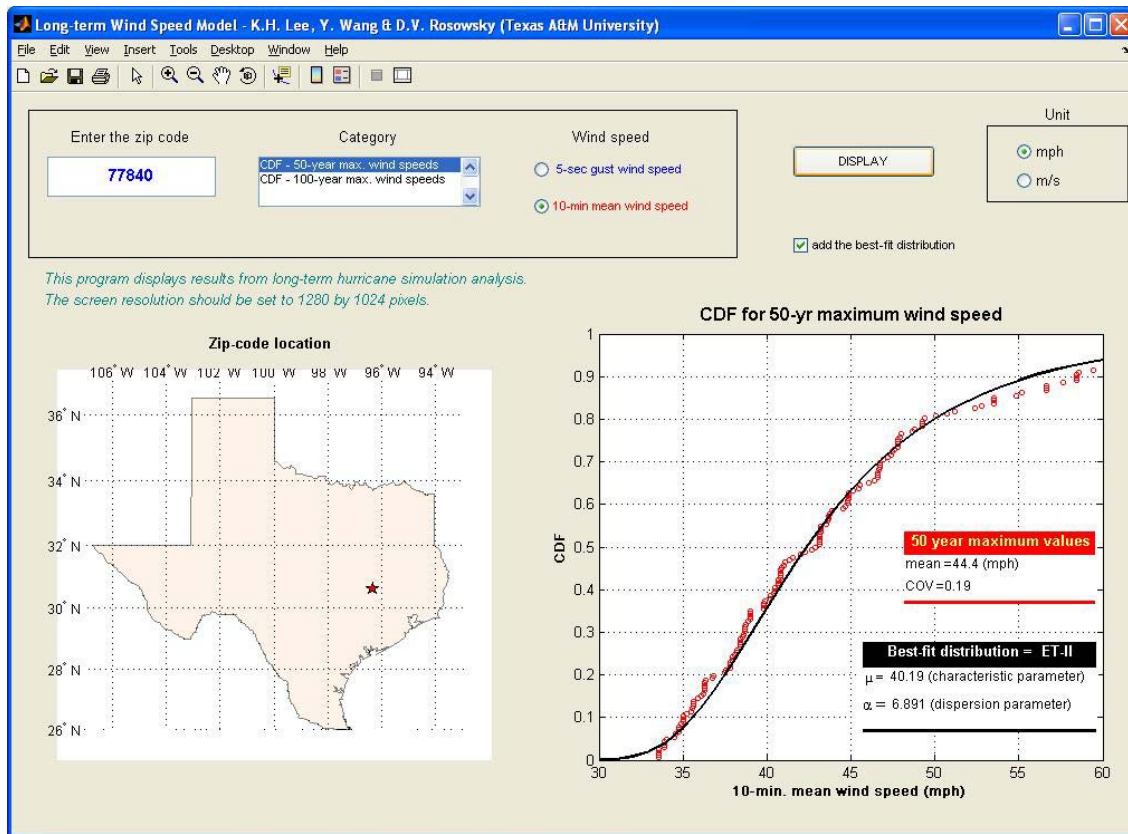 Long-term Wind Speed Model - K.H. Lee, Y. Wang & D.V. Rosowsky (Texas A&M University)
File Edit View Insert Tools Desktop Window Help
Enter the zip code
77840
Category
CDF - 50-year max. wind speeds
CDF - 100-year max. wind speeds
Wind speed
5-sec gust wind speed
10-min mean wind speed
DISPLAY
Unit
mph
m/s
add the best-fit distribution
This program displays results from long-term hurricane simulation analysis.
The screen resolution should be set to 1280 by 1024 pixels.
Zip-code location
106° W 104° W 102° W 100° W 98° W 96° W 94° W
36° N
34° N
32° N
30° N
28° N
26° N
CDF for 50-yr maximum wind speed
CDF
1
0.9
0.8
0.7
0.6
0.5
0.4
0.3
0.2
0.1
0
50 year maximum values
mean =44.4 (mph)
COV =0.19
Best-fit distribution = ET-II
μ = 40.19 (characteristic parameter)
α = 6.891 (dispersion parameter)
30 35 40 45 50 55 60
10-min. mean wind speed (mph)